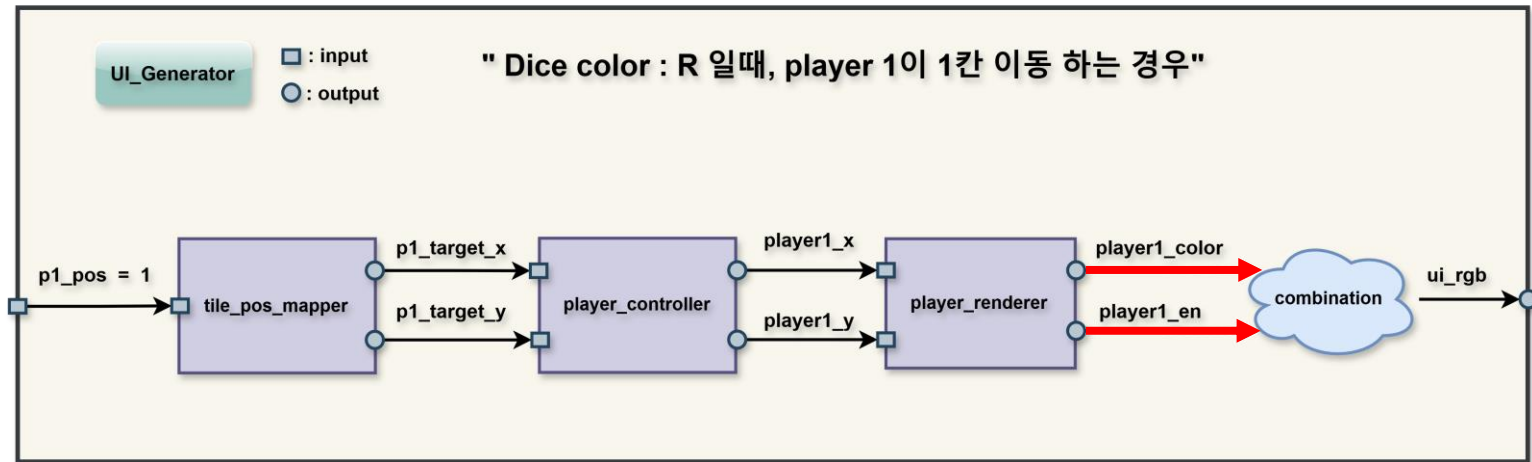 UI_Generator
: input
: output
" Dice color : R 일때, player 1이 1칸 이동 하는 경우"
p1_pos = 1
tile_pos_mapper
p1_target_x
p1_target_y
player_controller
player1_x
player1_y
player_renderer
player1_color
player1_en
combination
ui_rgb